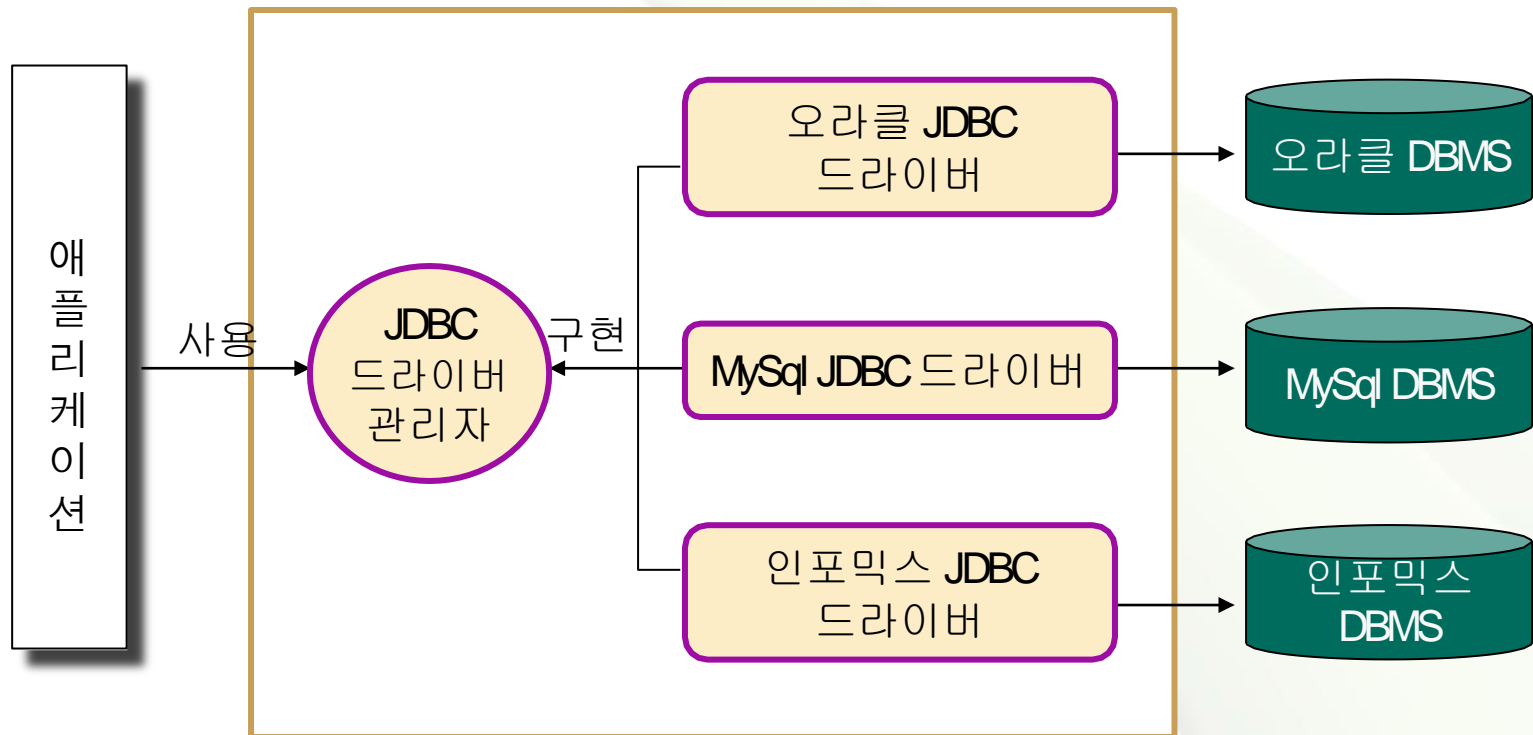 애플리케이션
사용
JDBC
드라이버
관리자
구현
오라클 JDBC
드라이버
MySql JDBC 드라이버
인포믹스 JDBC
드라이버
오라클 DBMS
MySql DBMS
인포믹스
DBMS